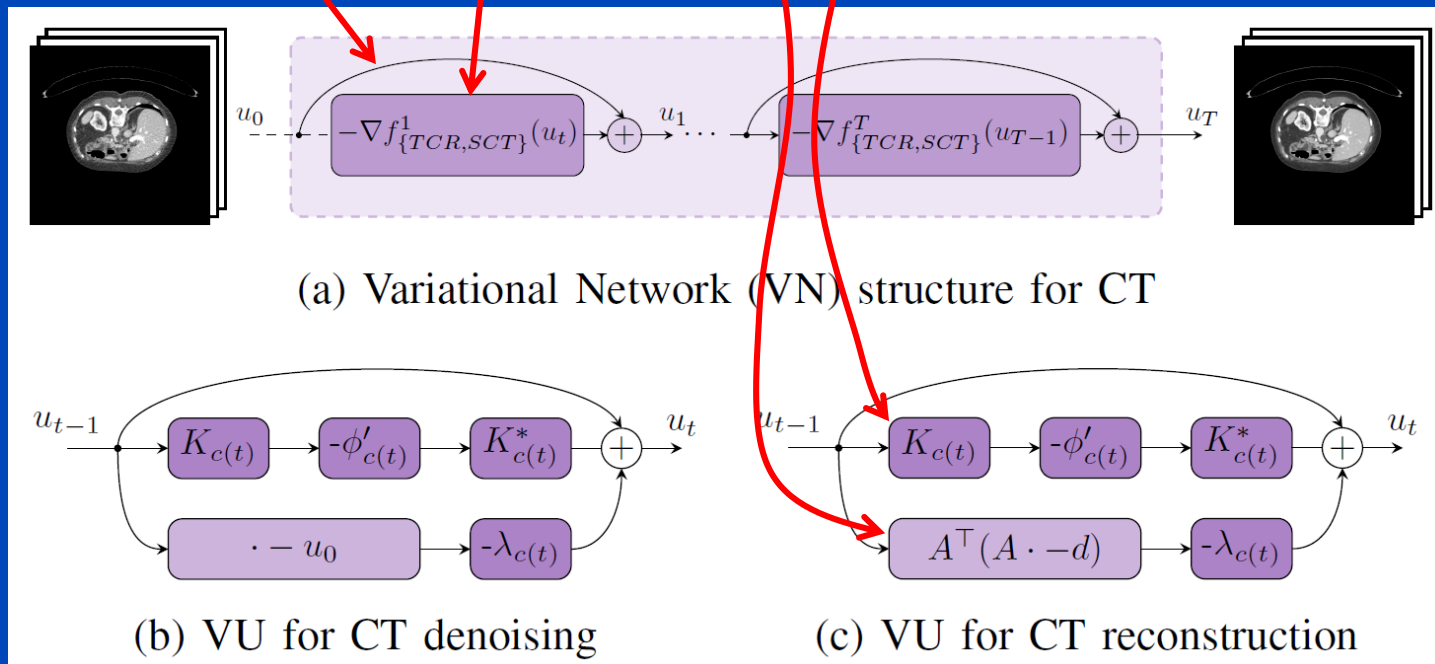 u_0
-∇f^1_{\{TCR,SCT\}}(u_t)
+
u_1
···
-∇f^T_{\{TCR,SCT\}}(u_{T-1})
+
u_T
(a) Variational Network (VN) structure for CT
u_{t-1}
K_{c(t)}
-ϕ'_{c(t)}
K^*_{c(t)}
+
u_t
· - u_0
-λ_{c(t)}
(b) VU for CT denoising
u_{t-1}
K_{c(t)}
-ϕ'_{c(t)}
K^*_{c(t)}
+
u_t
A^⊤(A · -d)
-λ_{c(t)}
(c) VU for CT reconstruction